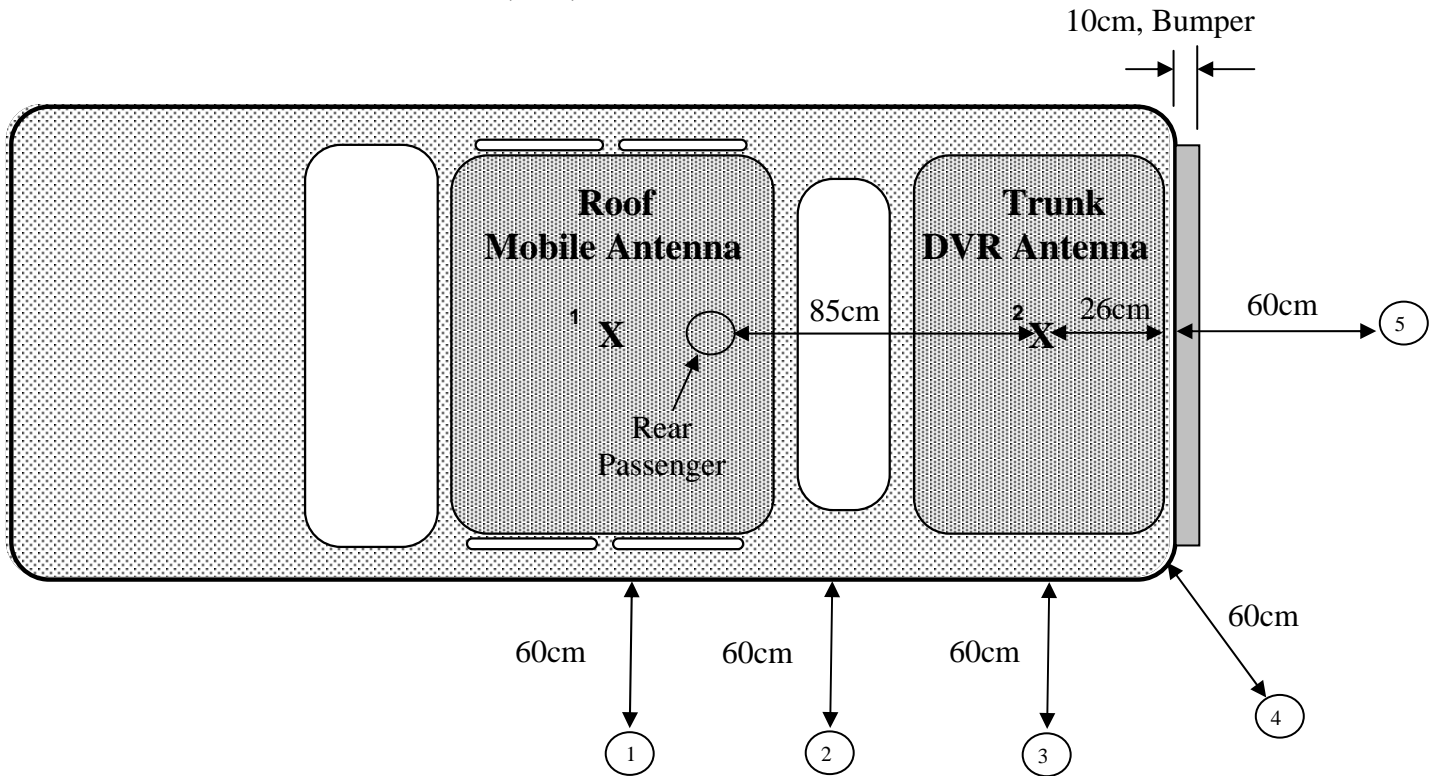 10cm, Bumper
Roof
Mobile Antenna
Trunk
DVR Antenna
85cm
26cm
60cm
5
1
X
2
X
Rear
Passenger
60cm
60cm
60cm
60cm
4
1
2
3